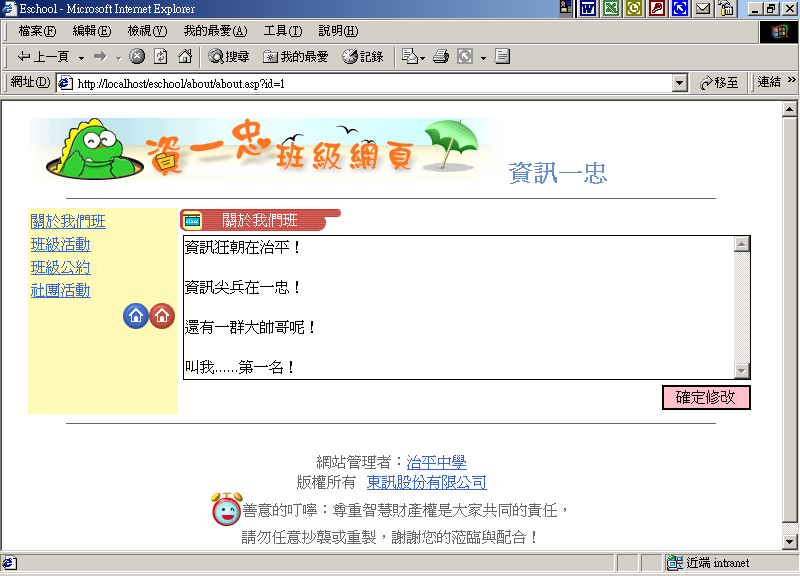 Eschool - Microsoft Internet Explorer
檔案(F) 編輯(E) 檢視(V) 我的最愛(A) 工具(T) 說明(H)
上一頁 搜尋 我的最愛 記錄
網址(D) http://localhost/eschool/about/about.asp?id=1 移至 連結 »
資一忠班級網頁
資訊一忠
關於我們班
班級活動
班級公約
社團活動
關於我們班
資訊狂朝在治平！
資訊尖兵在一忠！
還有一群大帥哥呢！
叫我......第一名！
確定修改
網站管理者：治平中學
版權所有 東訊股份有限公司
善意的叮嚀：尊重智慧財產權是大家共同的責任，
請勿任意抄襲或重製，謝謝您的蒞臨與配合！
近端 intranet